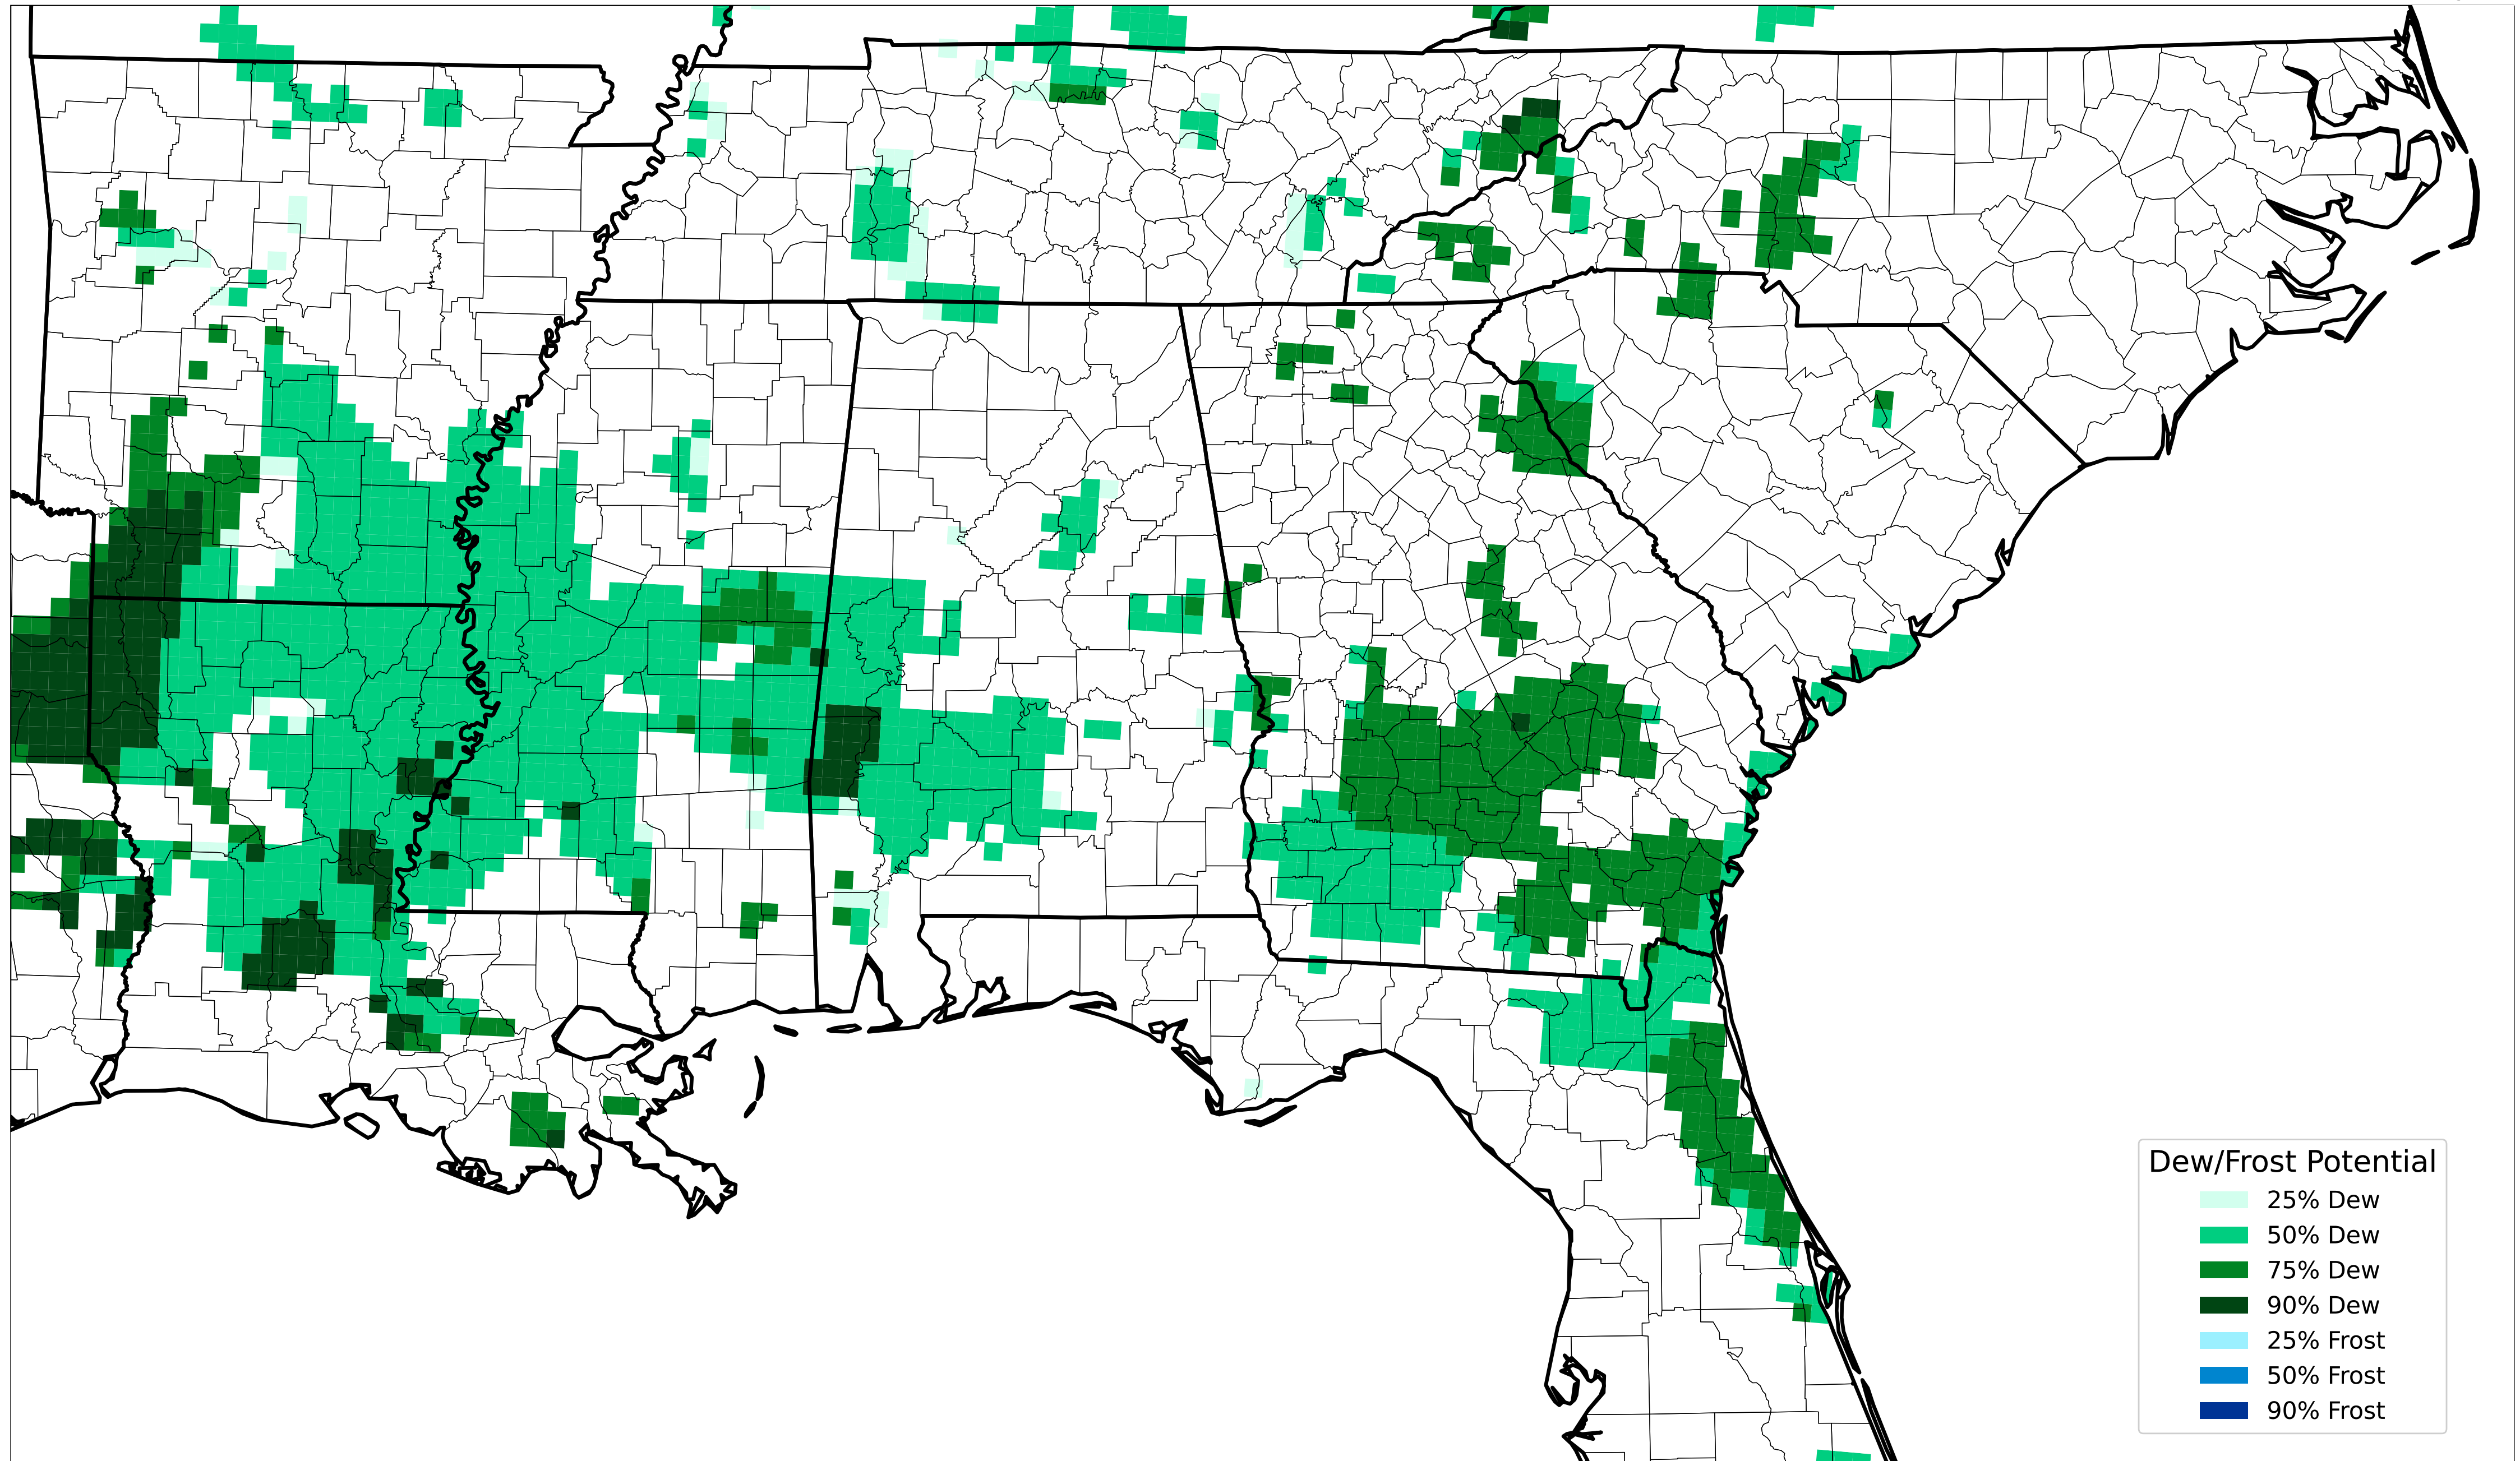 Dew/Frost Potential
25% Dew
50% Dew
75% Dew
90% Dew
25% Frost
50% Frost
90% Frost